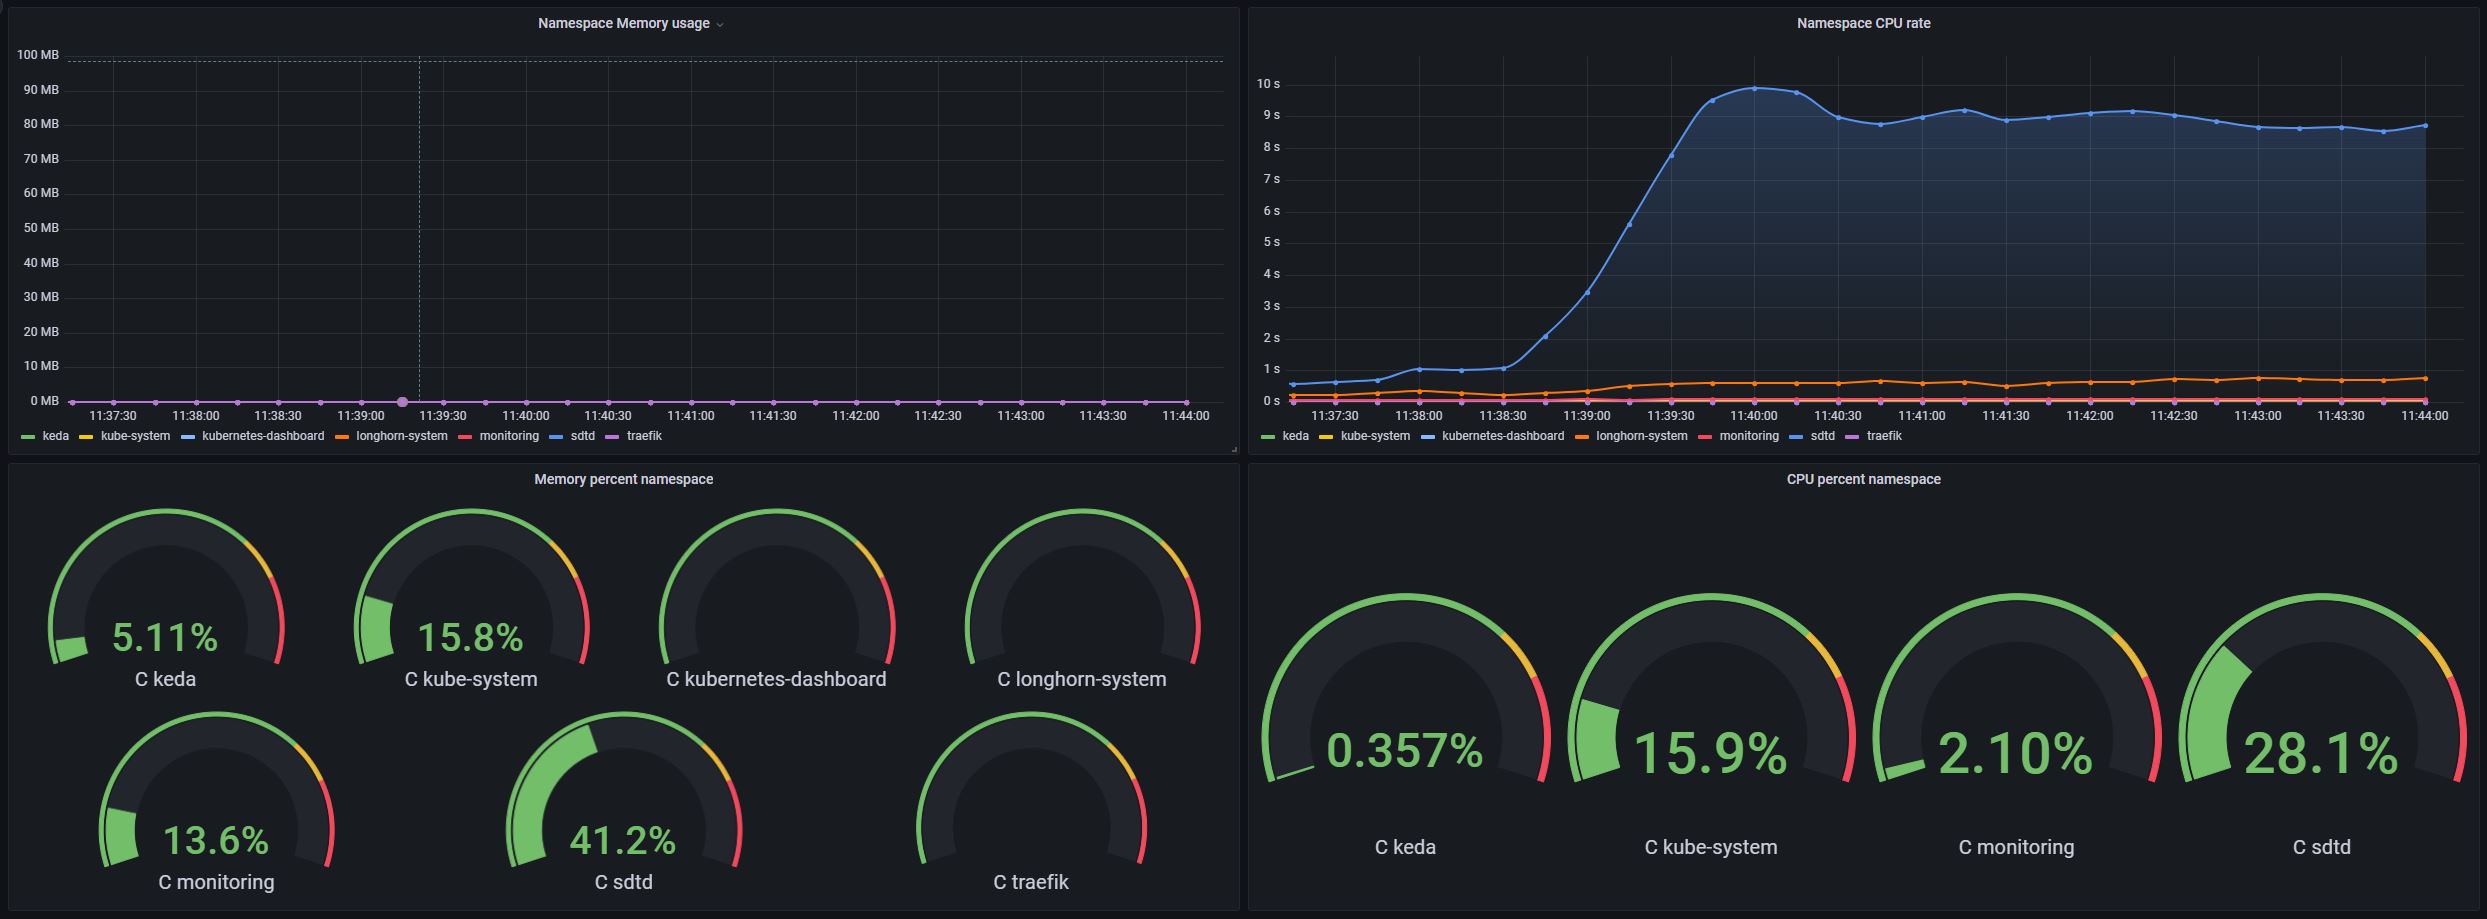 Namespace Memory usage
100 MB
90 MB
80 MB
70 MB
60 MB
50 MB
40 MB
30 MB
20 MB
10 MB
0 MB
11:37:30 11:38:00 11:38:30 11:39:00 11:39:30 11:40:00 11:40:30 11:41:00 11:41:30 11:42:00 11:42:30 11:43:00 11:43:30 11:44:00
keda kube-system kubernetes-dashboard longhorn-system monitoring sdtd traefik
Namespace CPU rate
10 s
9 s
8 s
7 s
6 s
5 s
4 s
3 s
2 s
1 s
0 s
11:37:30 11:38:00 11:38:30 11:39:00 11:39:30 11:40:00 11:40:30 11:41:00 11:41:30 11:42:00 11:42:30 11:43:00 11:43:30 11:44:00
keda kube-system kubernetes-dashboard longhorn-system monitoring sdtd traefik
Memory percent namespace
5.11% 15.8%
C keda C kube-system C kubernetes-dashboard C longhorn-system
13.6% 41.2%
C monitoring C sdtd C traefik
CPU percent namespace
0.357% 15.9% 2.10% 28.1%
C keda C kube-system C monitoring C sdtd